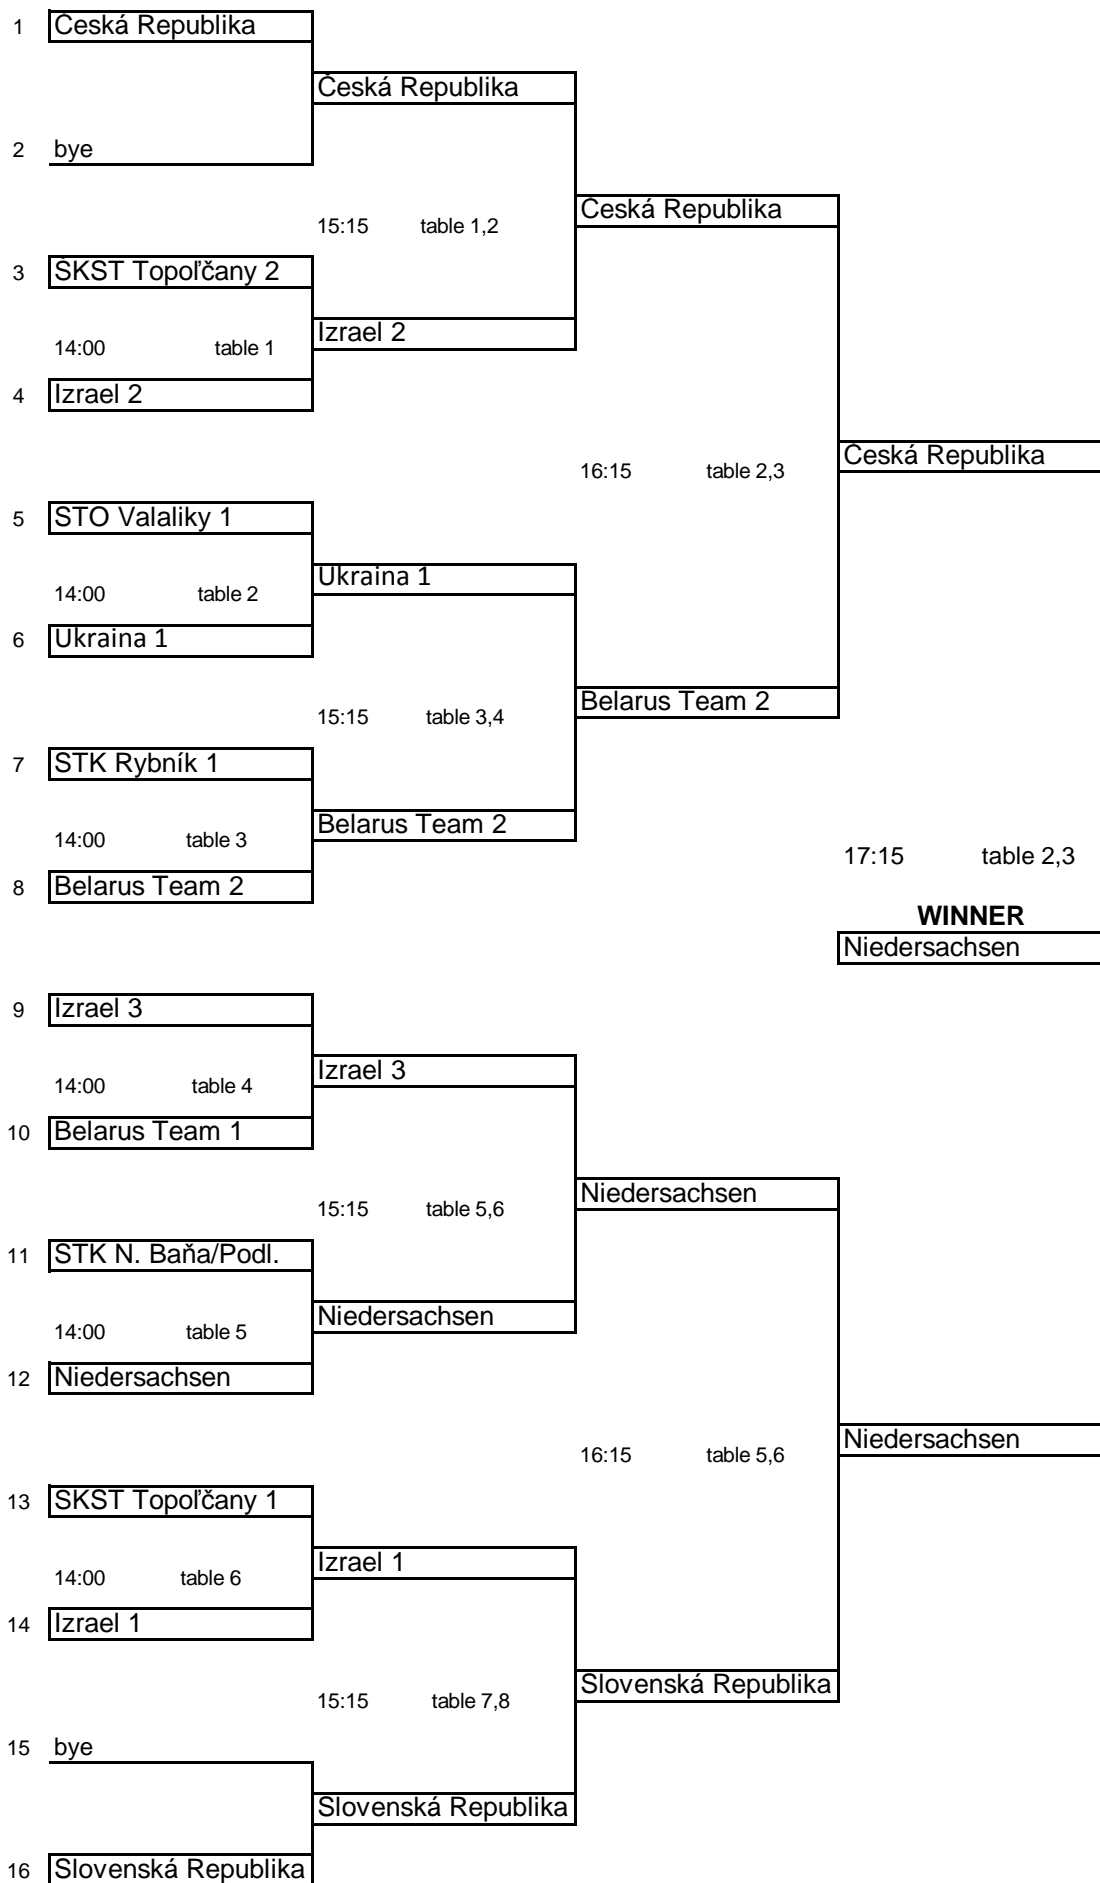 1 Česká Republika
Česká Republika
2 bye
Česká Republika
15:15 table 1,2
3 ŠKST Topoľčany 2
Izrael 2
14:00 table 1
4 Izrael 2
Česká Republika
16:15 table 2,3
5 STO Valaliky 1
Ukraina 1
14:00 table 2
6 Ukraina 1
Belarus Team 2
15:15 table 3,4
7 STK Rybník 1
Belarus Team 2
14:00 table 3
17:15 table 2,3
8 Belarus Team 2
WINNER
Niedersachsen
9 Izrael 3
Izrael 3
14:00 table 4
10 Belarus Team 1
Niedersachsen
15:15 table 5,6
11 STK N. Baňa/Podl.
Niedersachsen
14:00 table 5
12 Niedersachsen
Niedersachsen
16:15 table 5,6
13 SKST Topoľčany 1
Izrael 1
14:00 table 6
14 Izrael 1
Slovenská Republika
15:15 table 7,8
15 bye
Slovenská Republika
16 Slovenská Republika